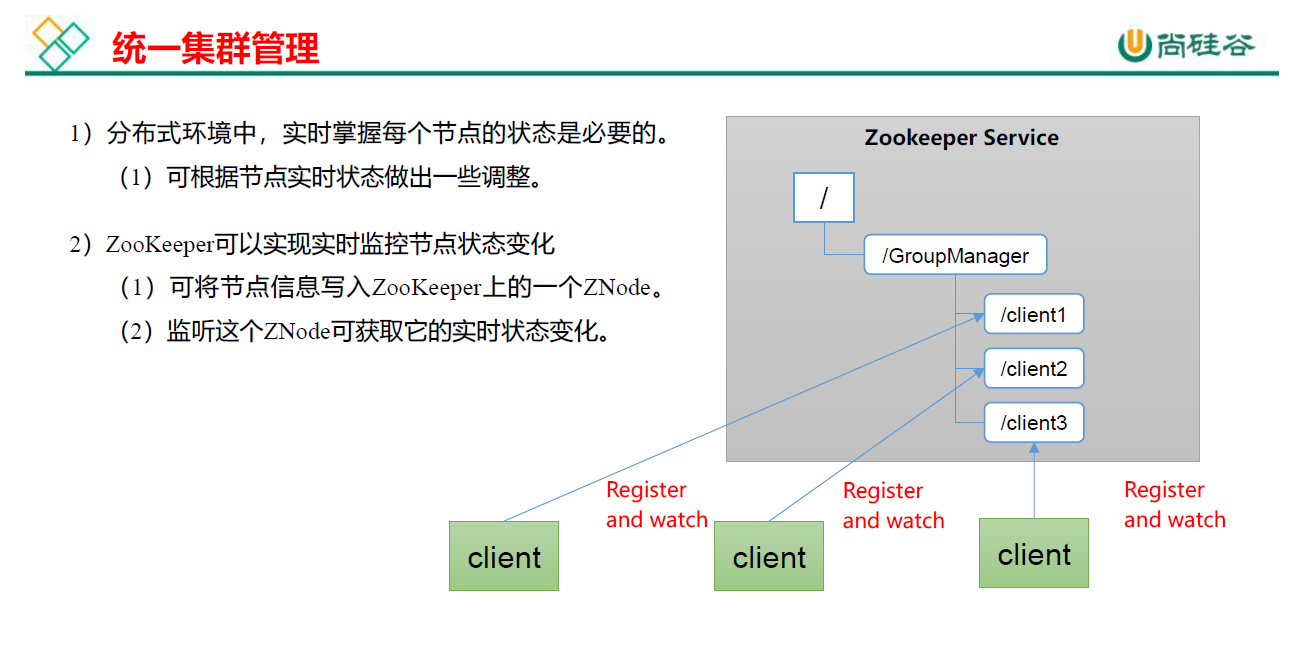 统一集群管理
尚硅谷
1）分布式环境中，实时掌握每个节点的状态是必要的。
（1）可根据节点实时状态做出一些调整。
2）ZooKeeper可以实现实时监控节点状态变化
（1）可将节点信息写入ZooKeeper上的一个ZNode。
（2）监听这个ZNode可获取它的实时状态变化。
Zookeeper Service
/
/GroupManager
/client1
/client2
/client3
Register
and watch
Register
and watch
Register
and watch
client
client
client